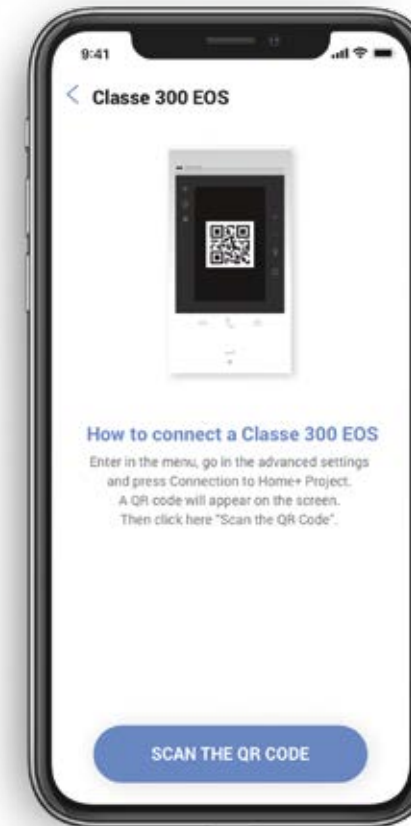 9:41
Classe 300 EOS
How to connect a Classe 300 EOS
Enter in the menu, go in the advanced settings
and press Connection to Home+ Project.
A QR code will appear on the screen.
Then click here "Scan the QR Code".
SCAN THE QR CODE